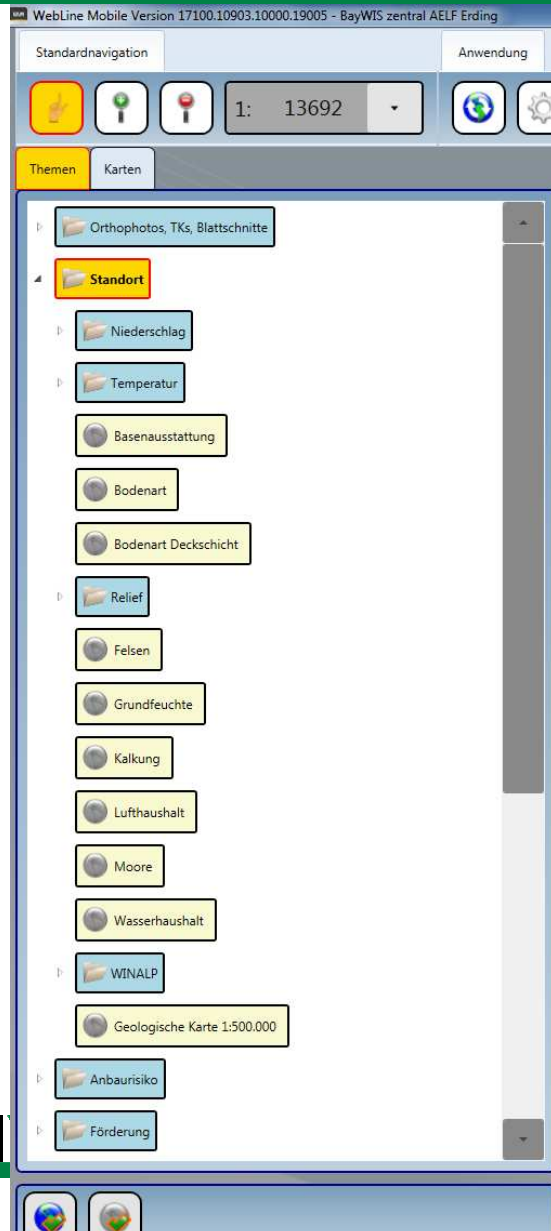 WebLine Mobile Version 17100.10903.10000.19005 - BayWIS zentral AELF Erding
Standardnavigation Anwendung
1: 13692
Themen Karten
Orthophotos, TKs, Blattschnitte
Standort
Niederschlag
Temperatur
Basenausstattung
Bodenart
Bodenart Deckschicht
Relief
Felsen
Grundfeuchte
Kalkung
Lufthaushalt
Moore
Wasserhaushalt
WINALP
Geologische Karte 1:500.000
Anbaurisiko
Förderung